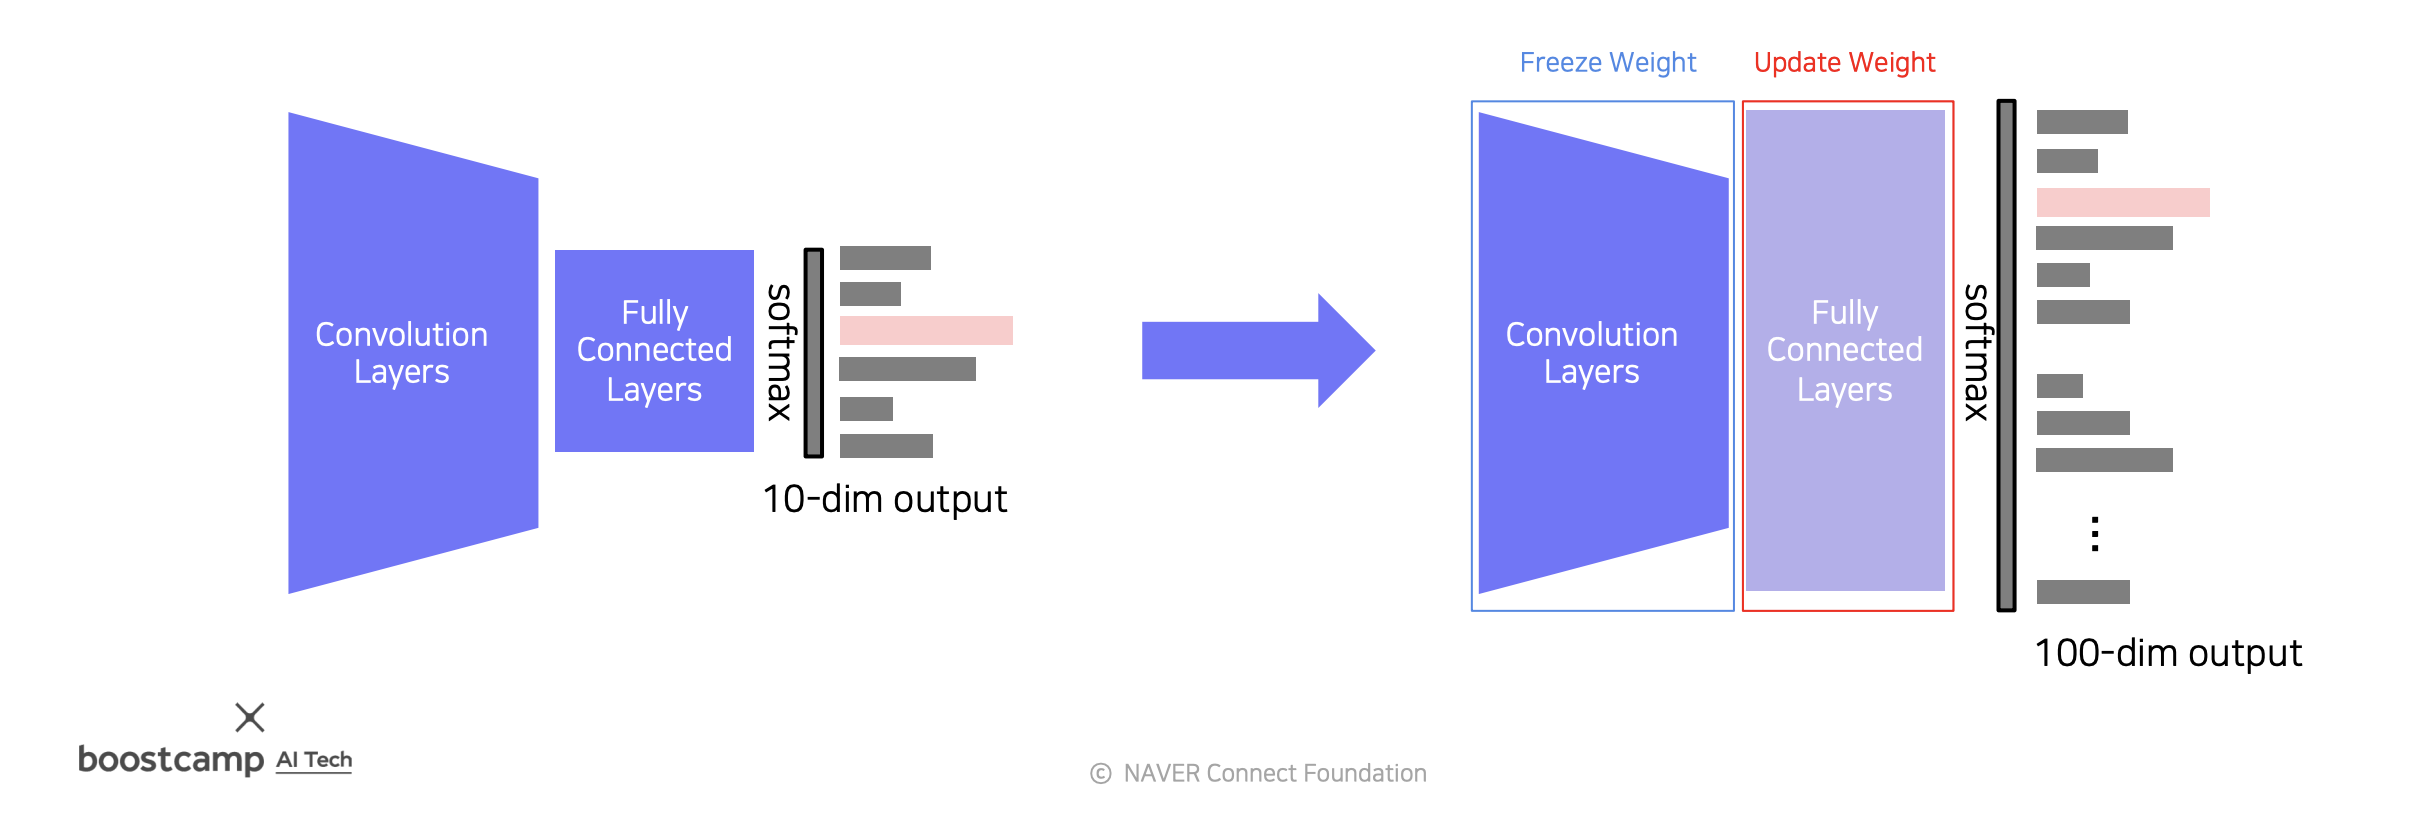 Freeze Weight
Update Weight
Convolution
Layers
Fully
Connected
Layers
softmax
10-dim output
Convolution
Layers
Fully
Connected
Layers
softmax
⋮
100-dim output
boostcamp AI Tech
© NAVER Connect Foundation